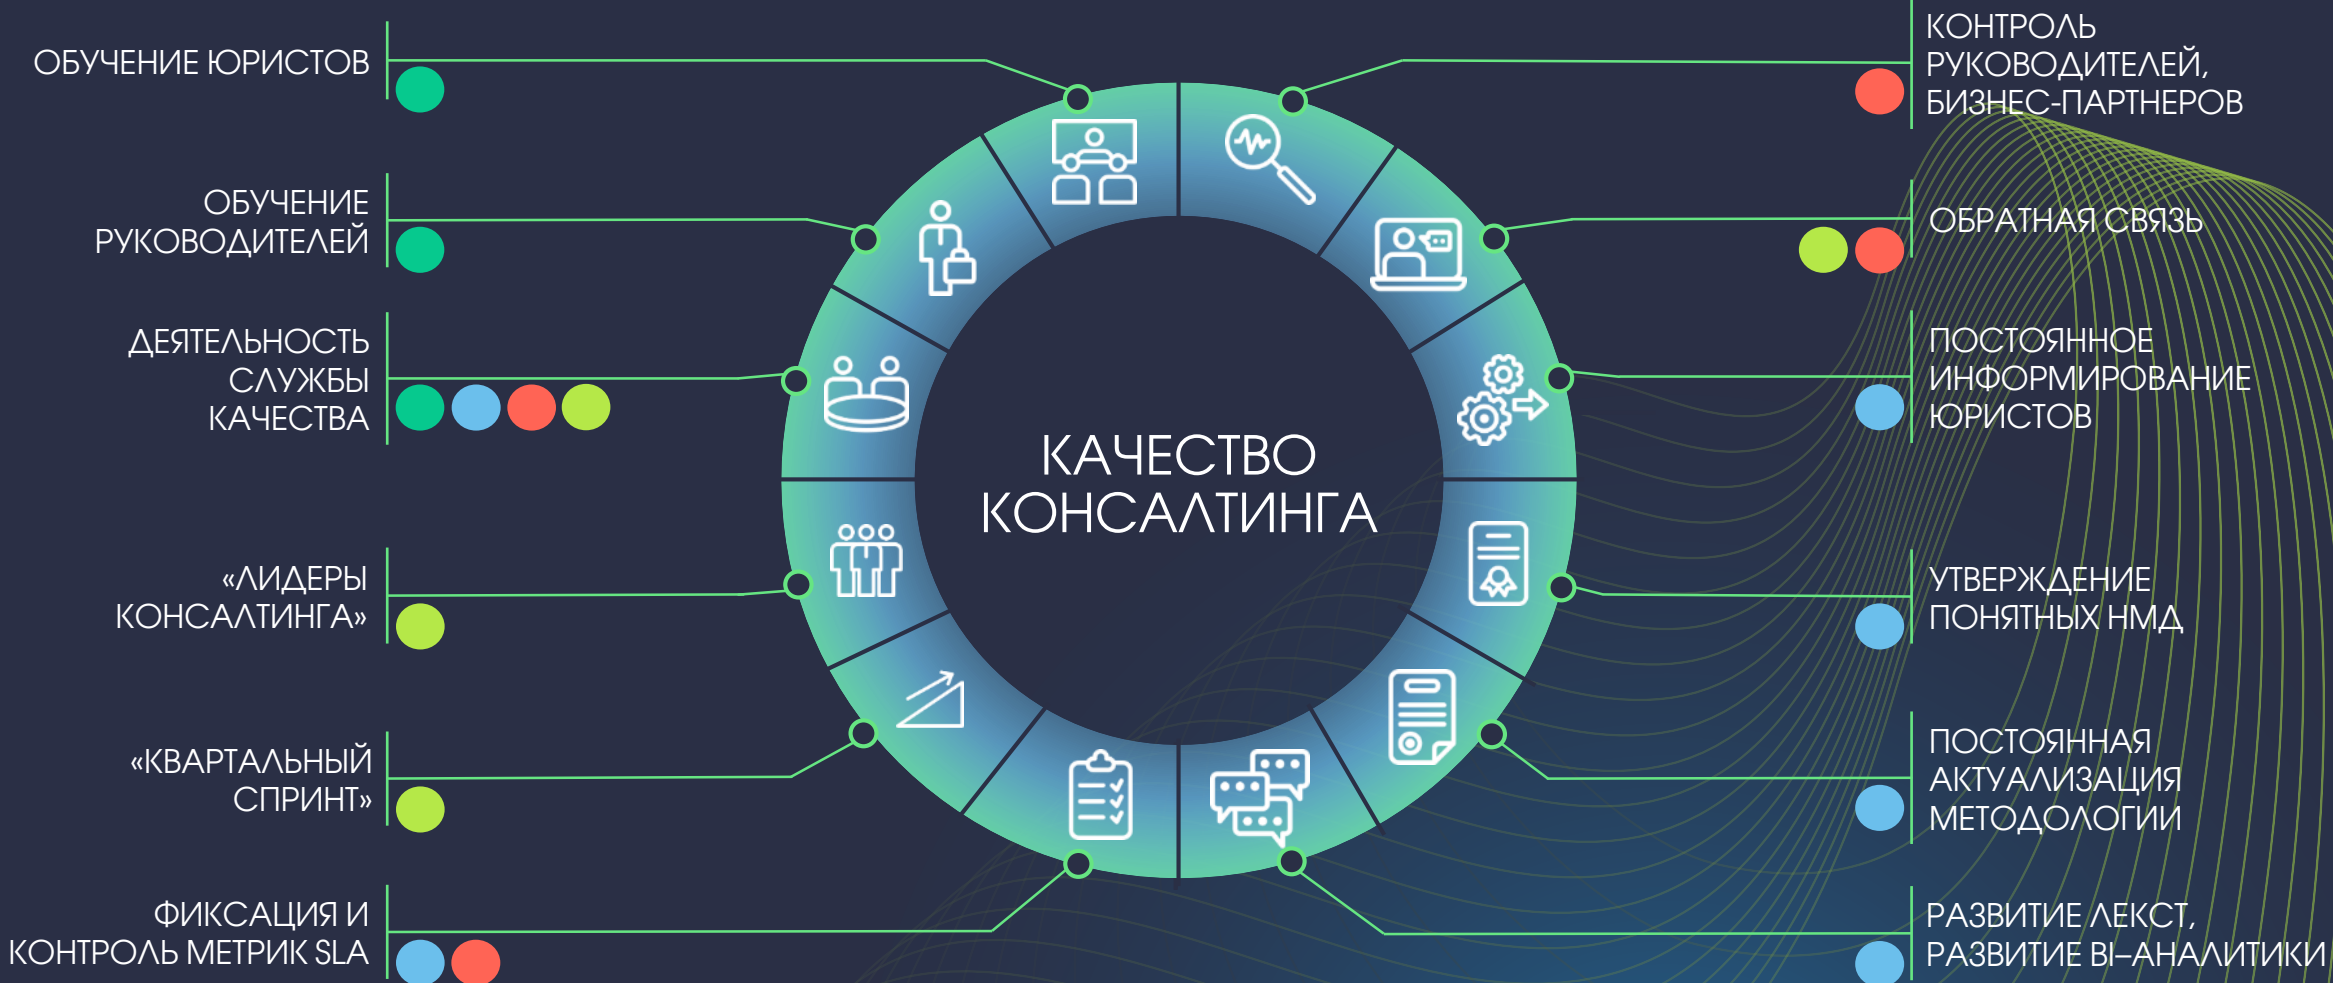 ОБУЧЕНИЕ ЮРИСТОВ
ОБУЧЕНИЕ
РУКОВОДИТЕЛЕЙ
ДЕЯТЕЛЬНОСТЬ
СЛУЖБЫ
КАЧЕСТВА
«ЛИДЕРЫ
КОНСАЛТИНГА»
«КВАРТАЛЬНЫЙ
СПРИНТ»
ФИКСАЦИЯ И
КОНТРОЛЬ МЕТРИК SLA
КАЧЕСТВО
КОНСАЛТИНГА
КОНТРОЛЬ
РУКОВОДИТЕЛЕЙ,
БИЗНЕС-ПАРТНЕРОВ
ОБРАТНАЯ СВЯЗЬ
ПОСТОЯННОЕ
ИНФОРМИРОВАНИЕ
ЮРИСТОВ
УТВЕРЖДЕНИЕ
ПОНЯТНЫХ НМД
ПОСТОЯННАЯ
АКТУАЛИЗАЦИЯ
МЕТОДОЛОГИИ
РАЗВИТИЕ ЛЕКСТ,
РАЗВИТИЕ BI–АНАЛИТИКИ